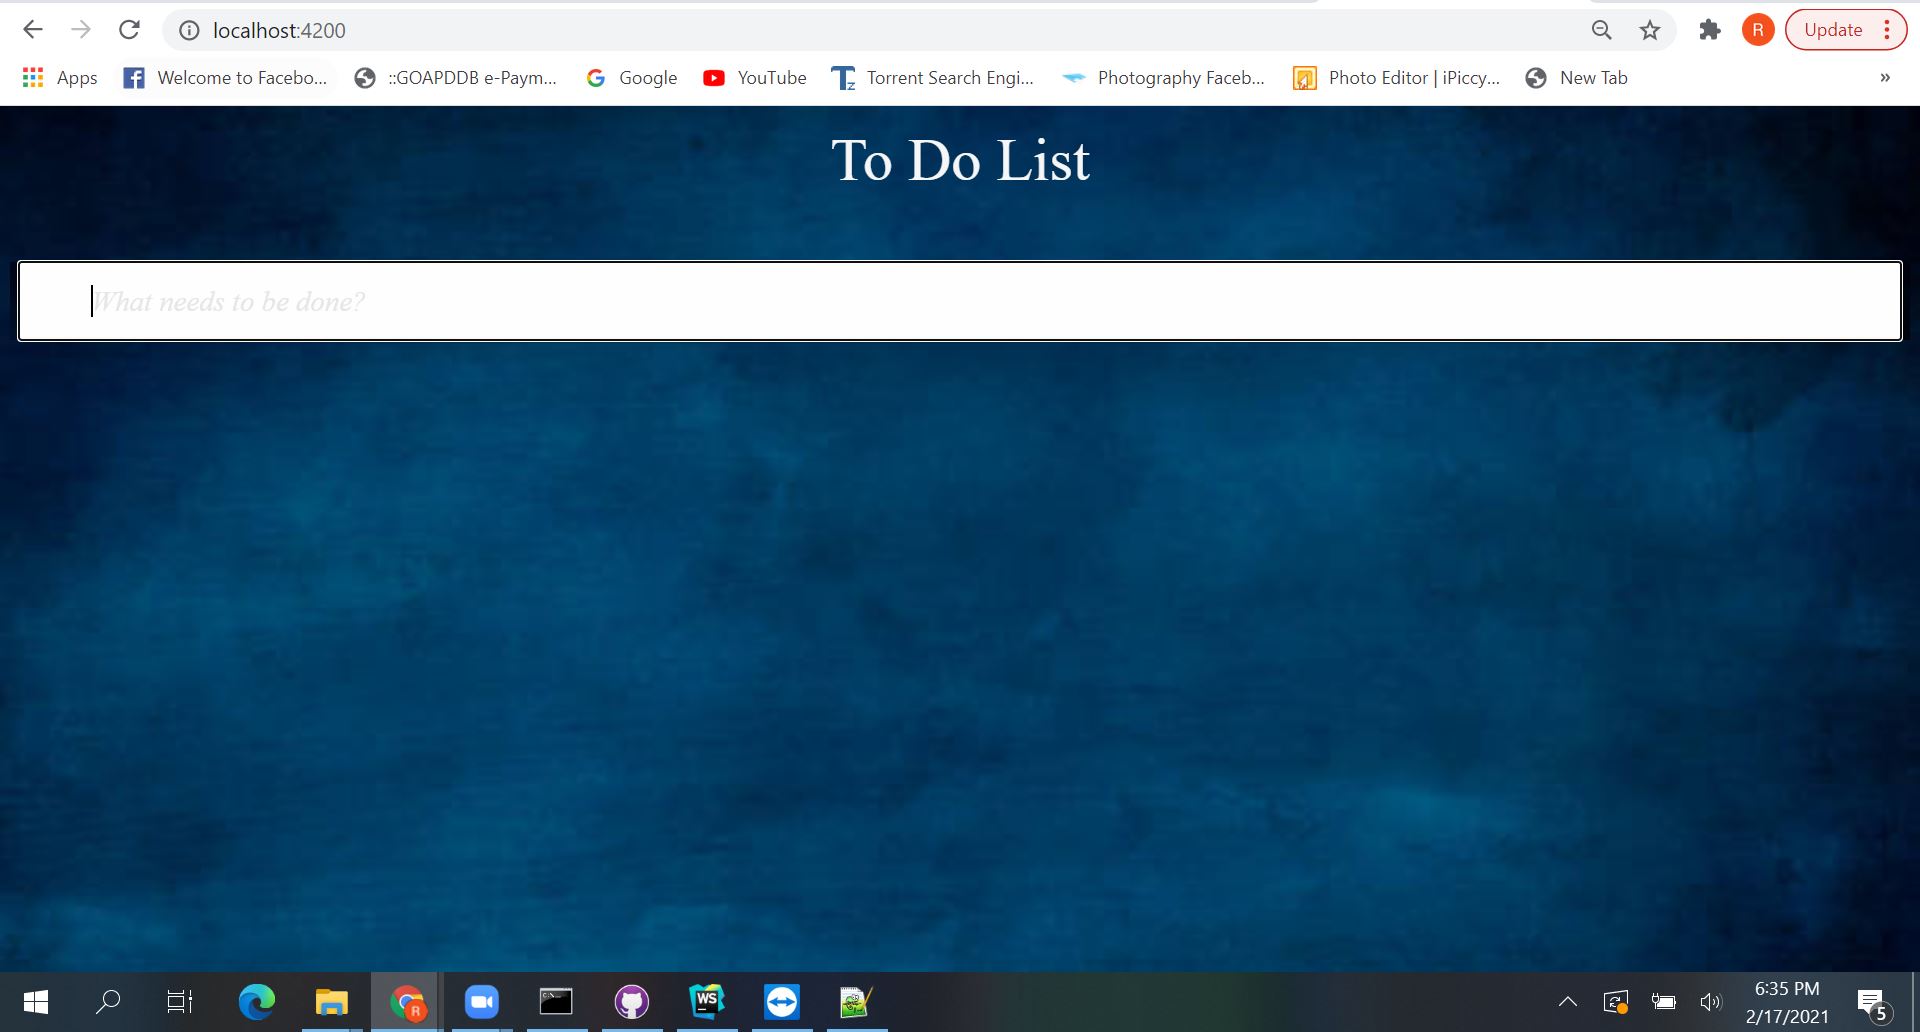 localhost:4200
R
Update
Apps
Welcome to Facebo...
::GOAPDDB e-Paym...
Google
YouTube
Torrent Search Engi...
Photography Faceb...
Photo Editor | iPiccy...
New Tab
»
To Do List
What needs to be done?
R
WS
6:35 PM
2/17/2021
5